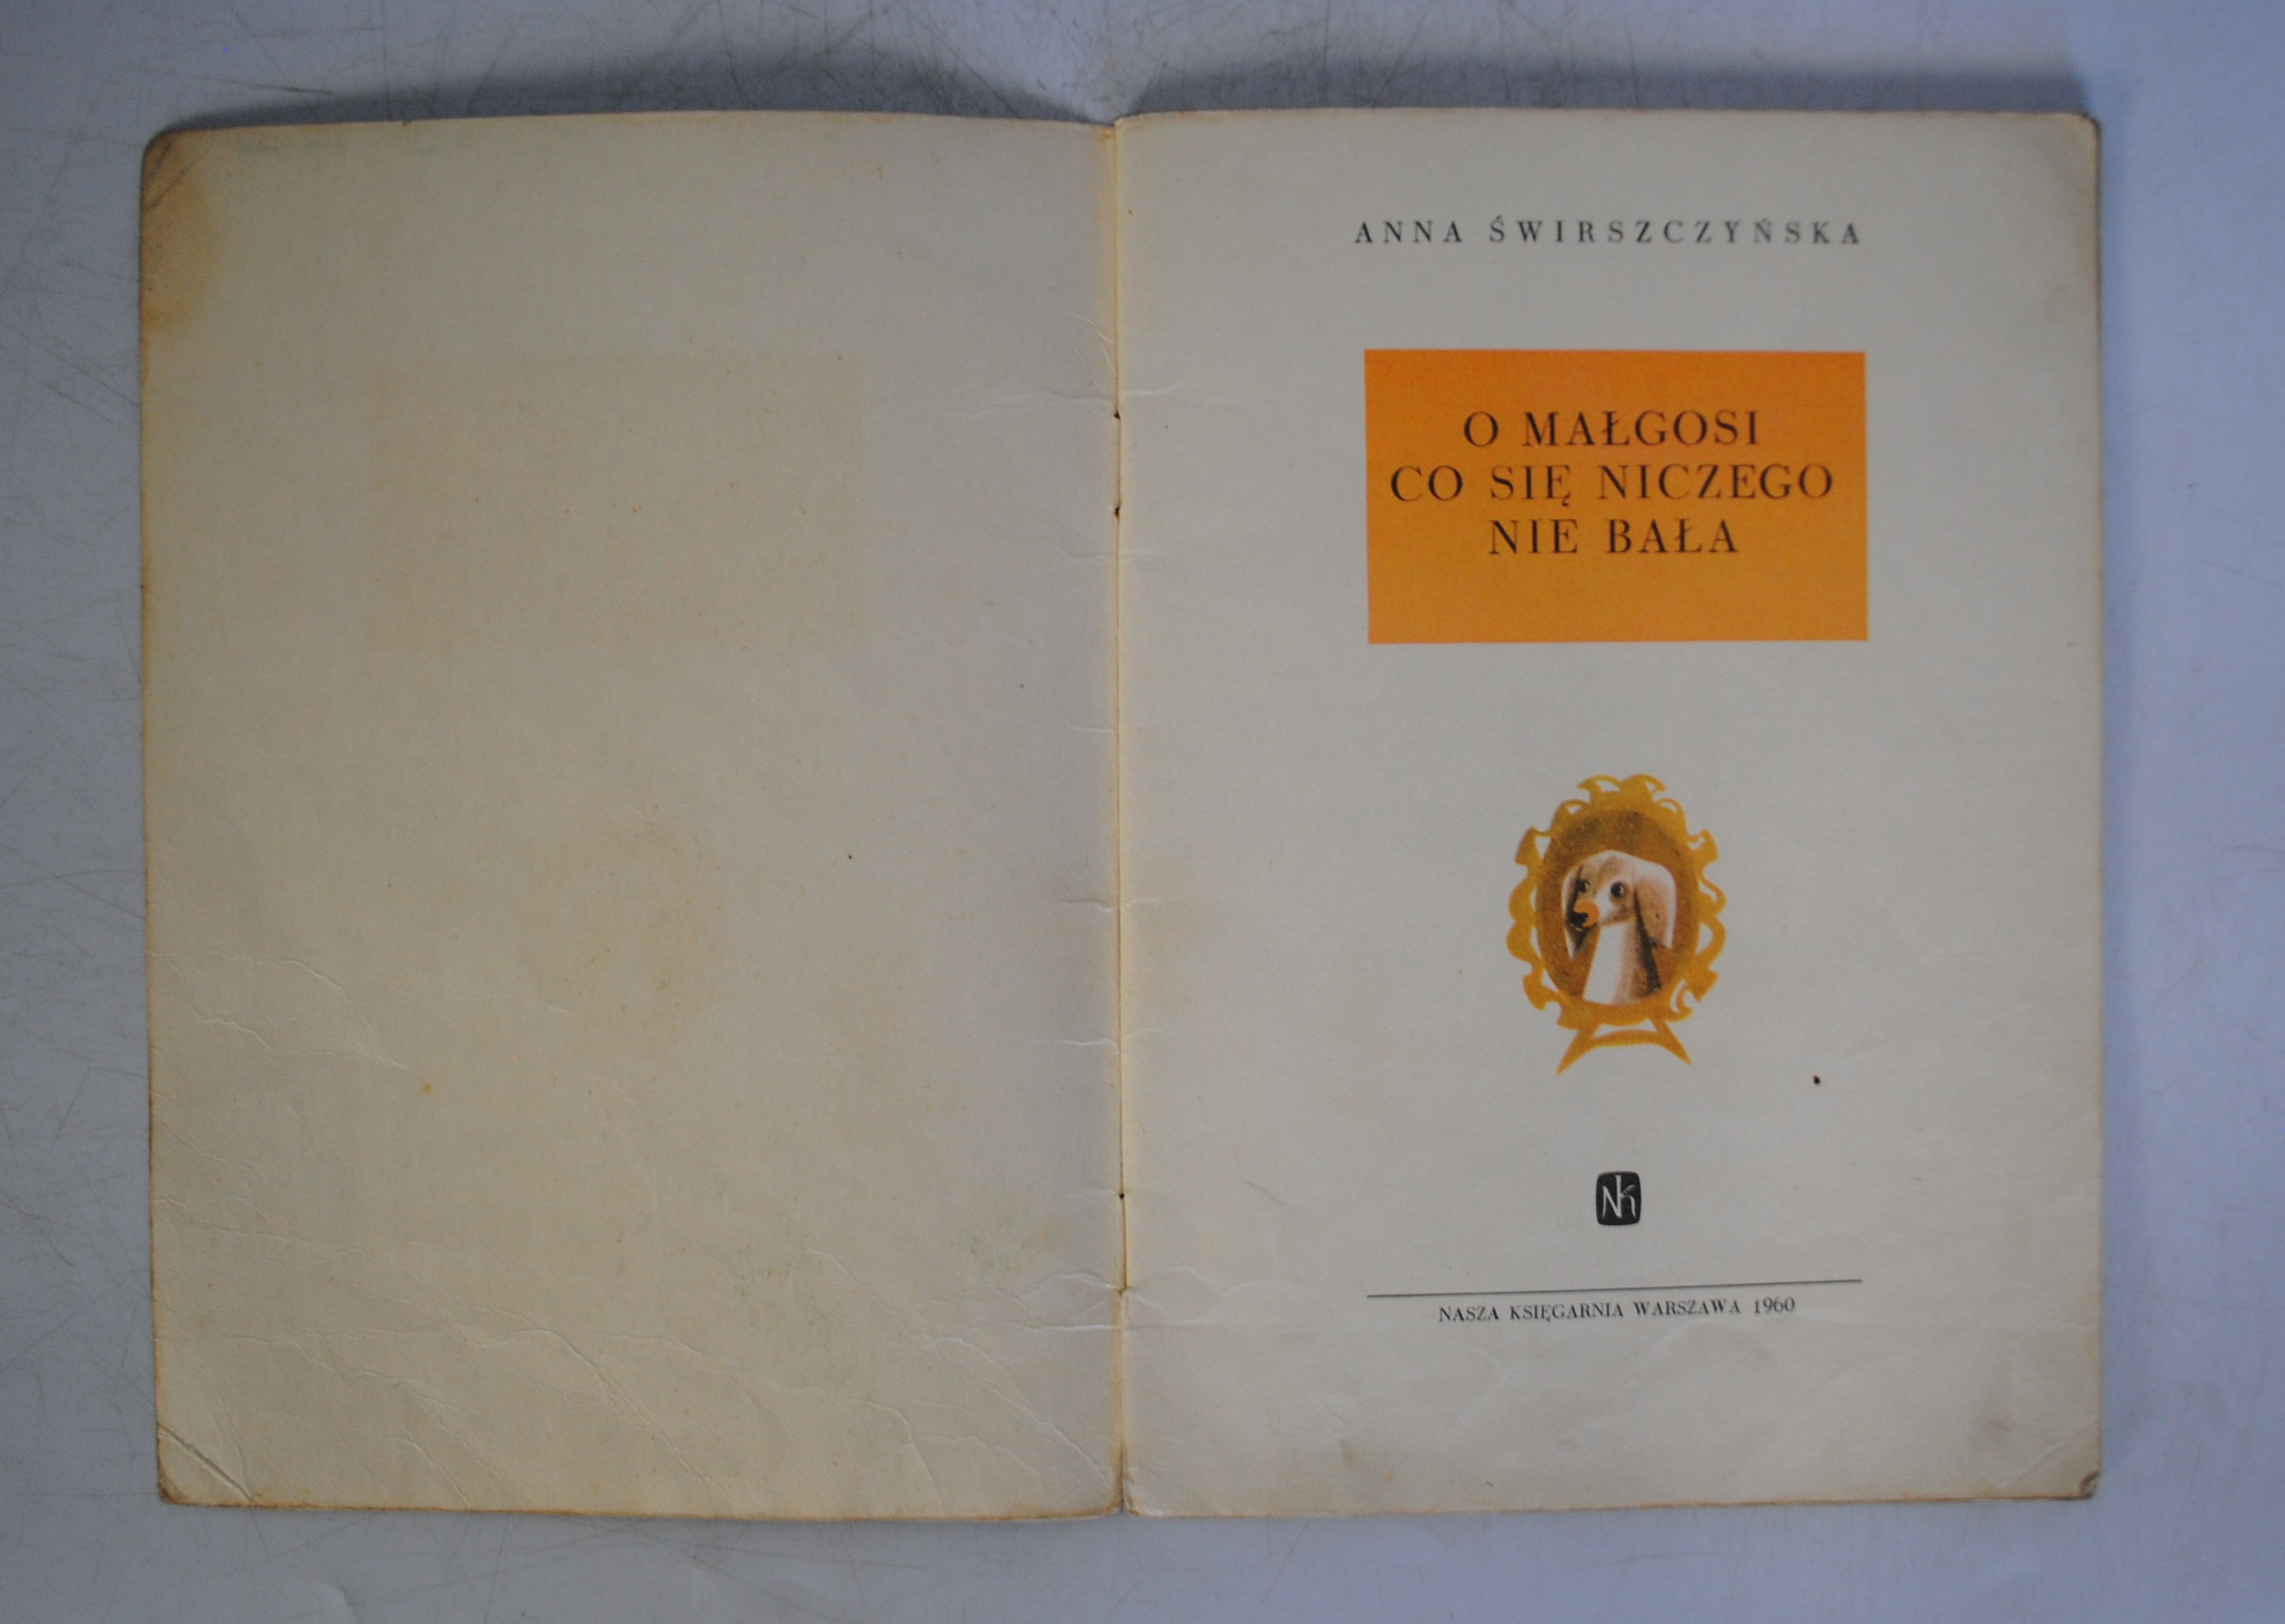 ANNA ŚWIRSZCZYŃSKA
O MAŁGOSI
CO SIĘ NICZEGO
NIE BAŁA
NK
NASZA KSIĘGARNIA WARSZAWA 1960